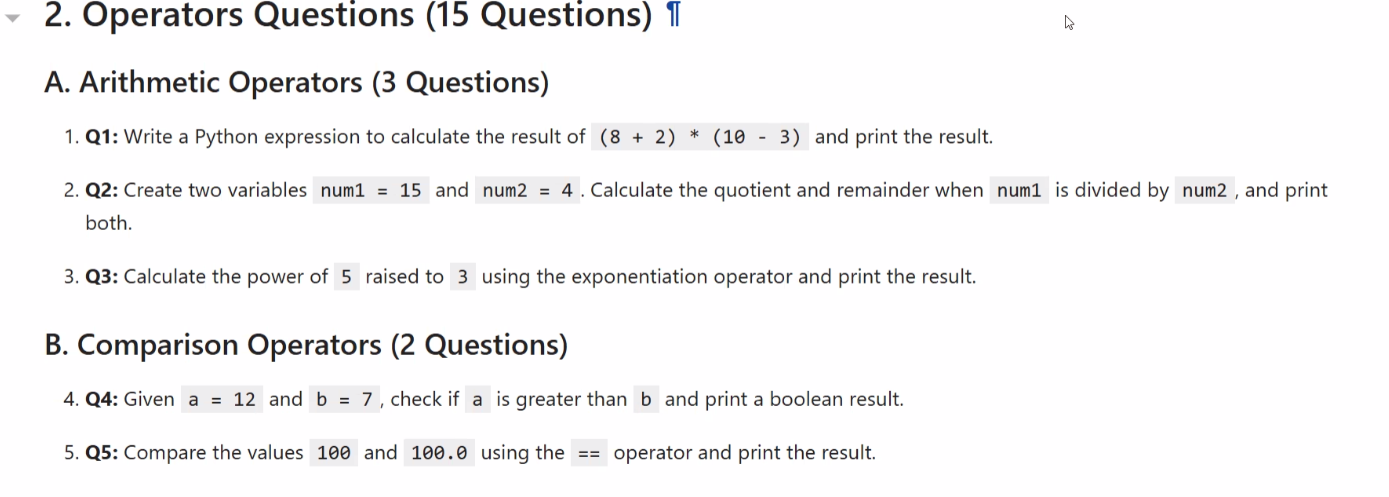 2. Operators Questions (15 Questions) ¶
A. Arithmetic Operators (3 Questions)
1. Q1: Write a Python expression to calculate the result of (8 + 2) * (10 - 3) and print the result.
2. Q2: Create two variables num1 = 15 and num2 = 4 . Calculate the quotient and remainder when num1 is divided by num2 , and print
both.
3. Q3: Calculate the power of 5 raised to 3 using the exponentiation operator and print the result.
B. Comparison Operators (2 Questions)
4. Q4: Given a = 12 and b = 7 , check if a is greater than b and print a boolean result.
5. Q5: Compare the values 100 and 100.0 using the == operator and print the result.